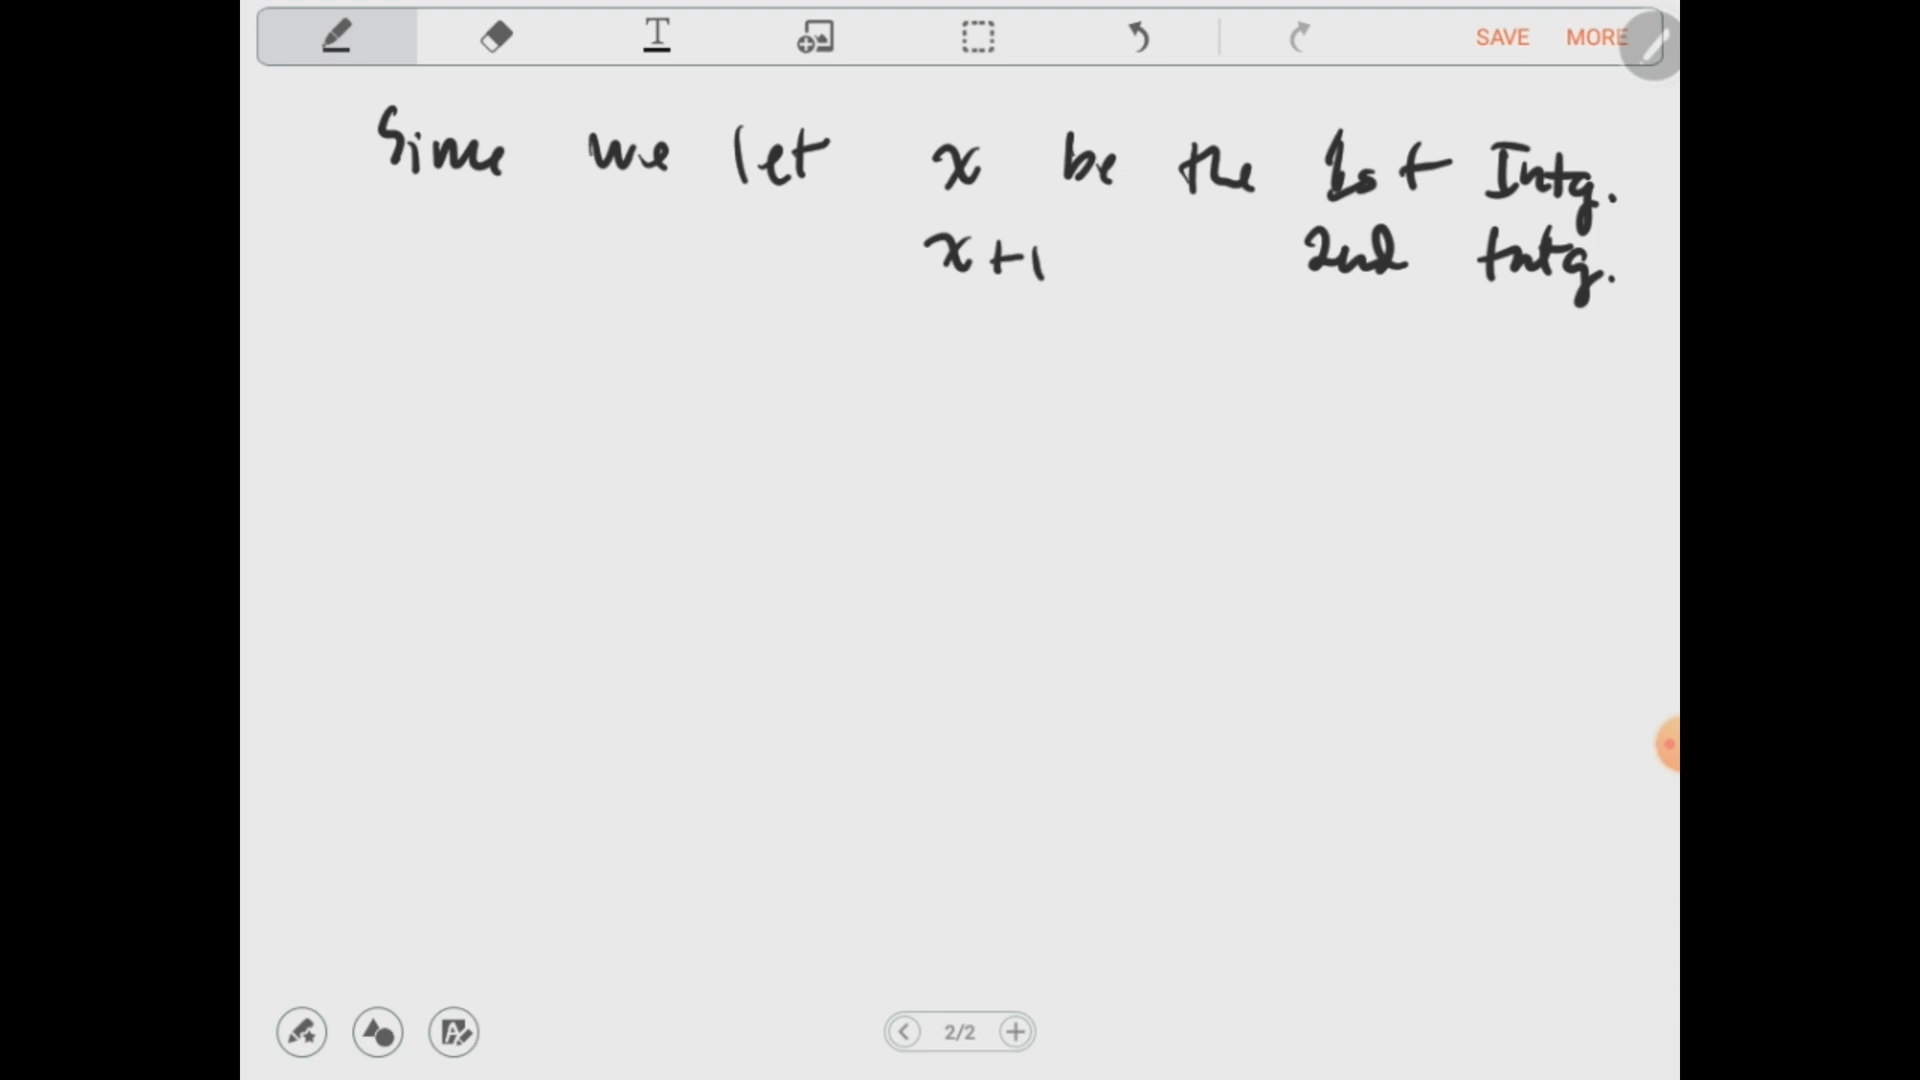 T
SAVE MORE
Since we let x be the 1st Intg.
x+1 2nd Intg.
A
2/2